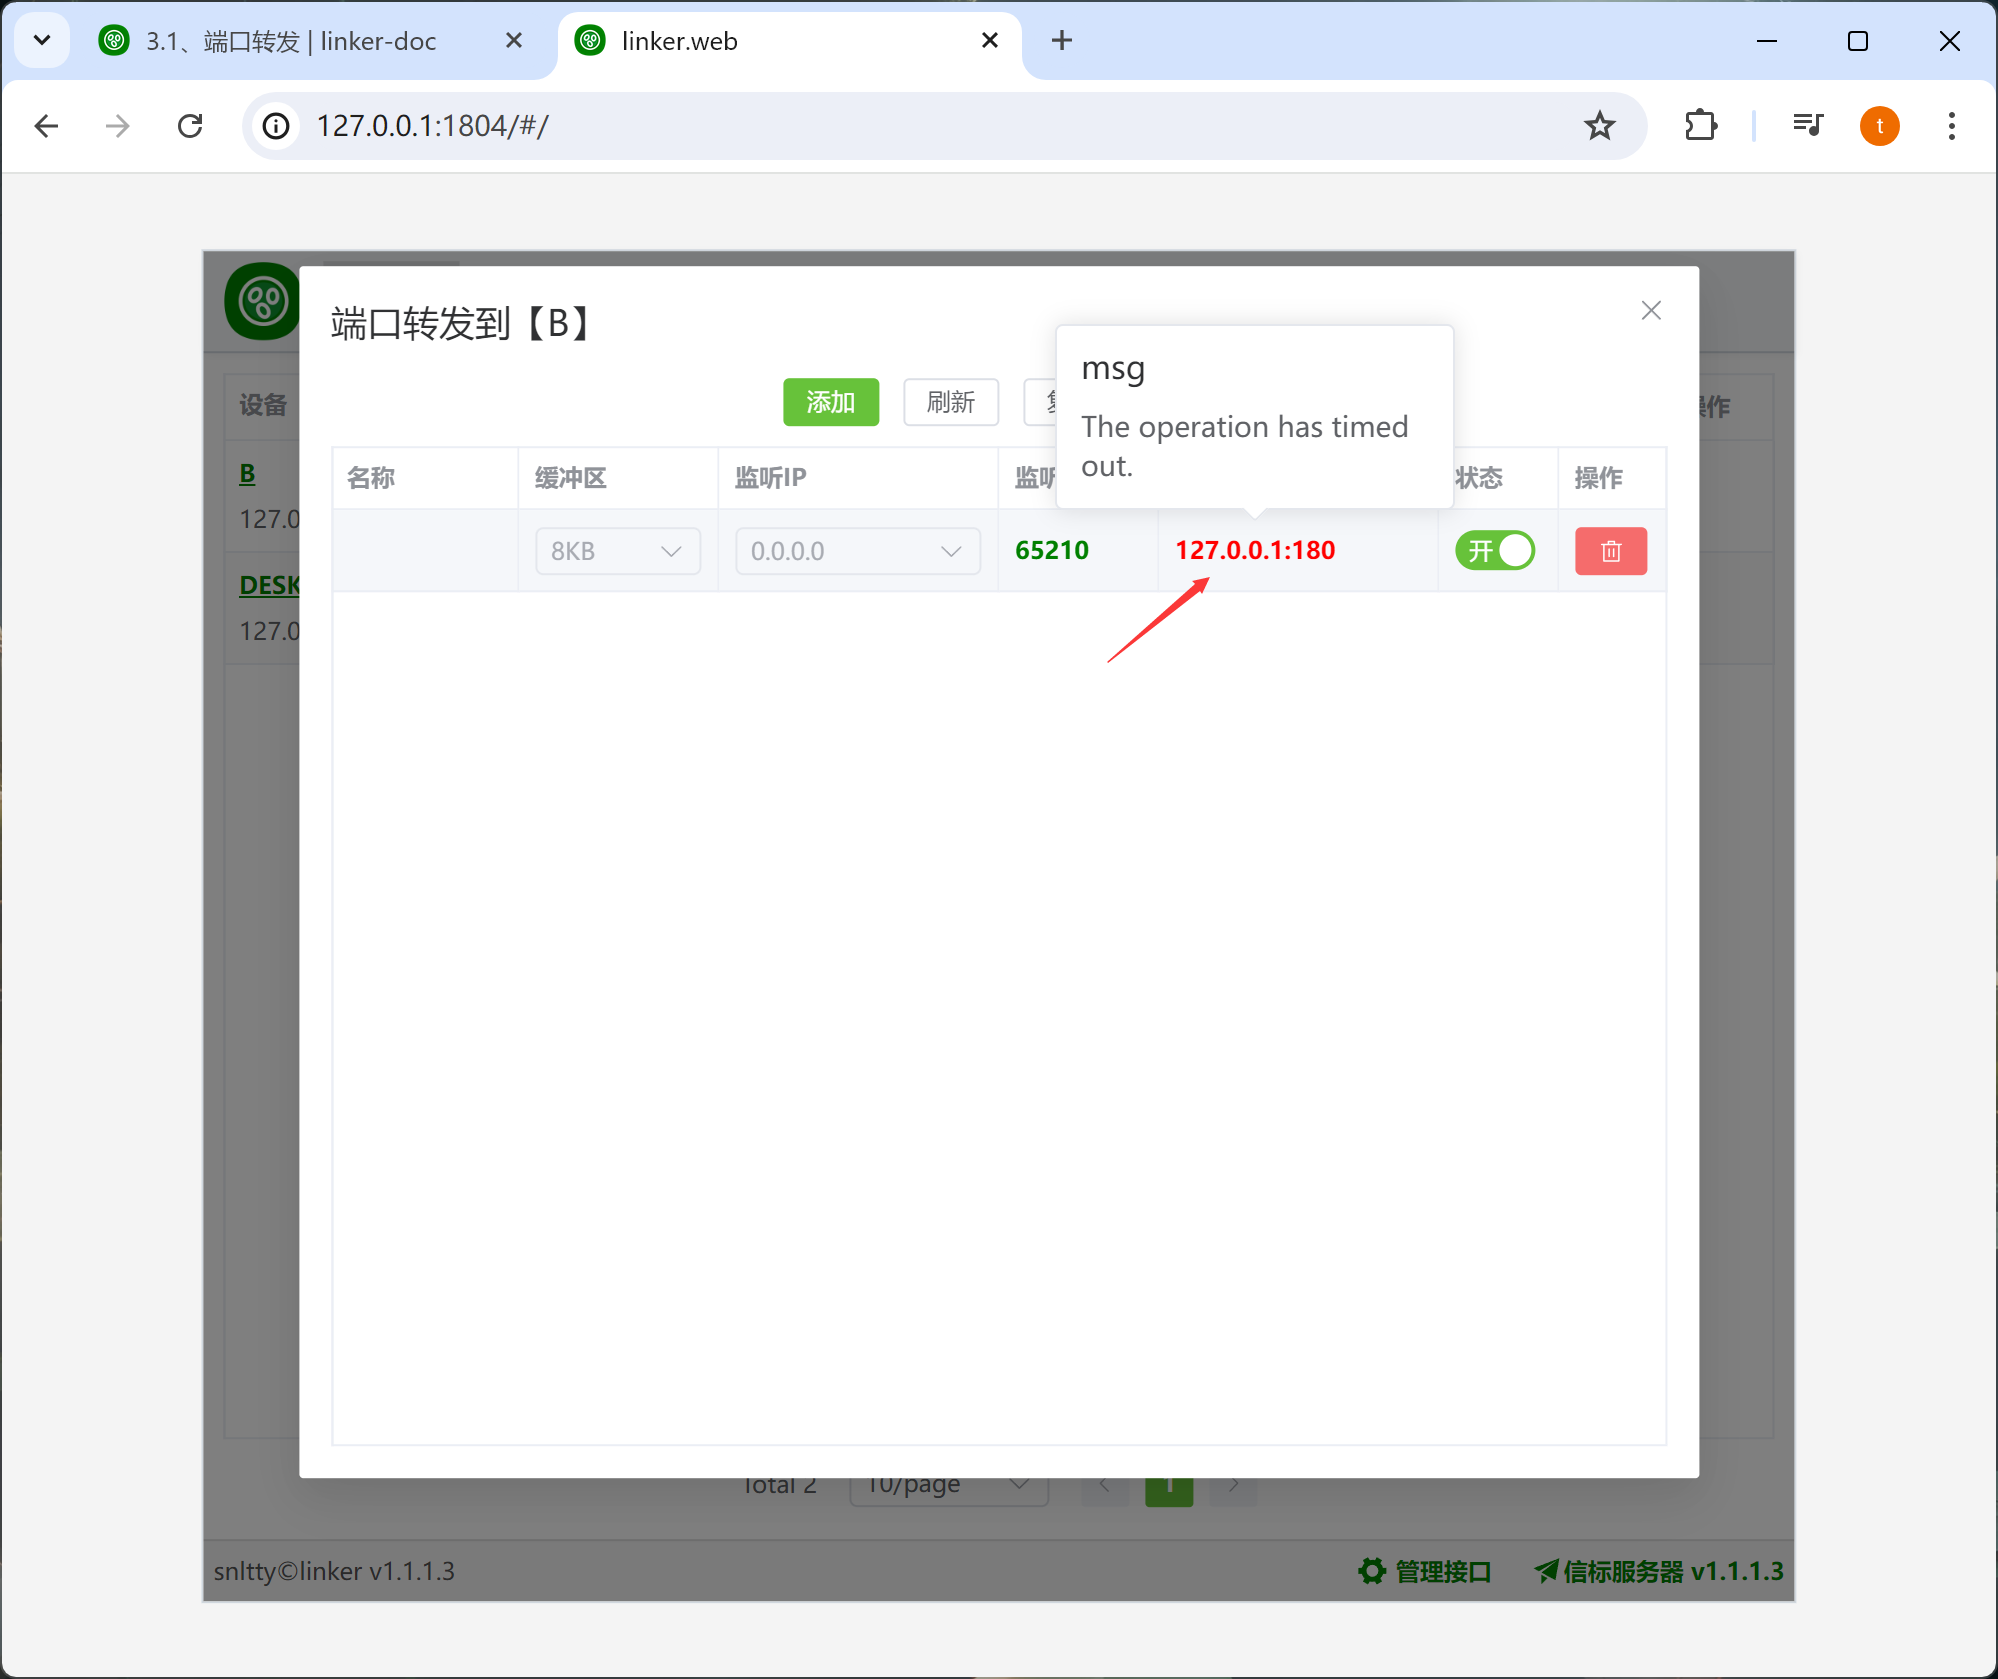 3.1、端口转发 | linker-doc
linker.web
127.0.0.1:1804/#/
t
端口转发到【B】
msg
The operation has timed
out.
添加
刷新
设备
操作
名称
缓冲区
监听IP
监听
状态
操作
B
127.0
8KB
0.0.0.0
65210
127.0.0.1:180
开
DESK
127.0
Total 2
10/page
1
snltty©linker v1.1.1.3
管理接口
信标服务器 v1.1.1.3